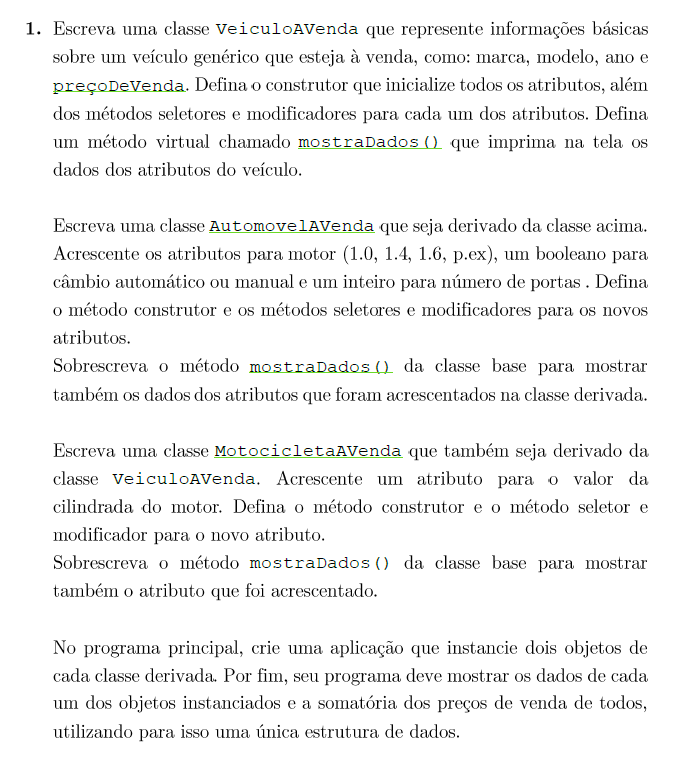 1. Escreva uma classe VeiculoAVenda que represente informações básicas
sobre um veículo genérico que esteja à venda, como: marca, modelo, ano e
preçoDeVenda. Defina o construtor que inicialize todos os atributos, além
dos métodos seletores e modificadores para cada um dos atributos. Defina
um método virtual chamado mostraDados() que imprima na tela os
dados dos atributos do veículo.
Escreva uma classe AutomovelAVenda que seja derivado da classe acima.
Acrescente os atributos para motor (1.0, 1.4, 1.6, p.ex), um booleano para
câmbio automático ou manual e um inteiro para número de portas . Defina
o método construtor e os métodos seletores e modificadores para os novos
atributos.
Sobrescreva o método mostraDados() da classe base para mostrar
também os dados dos atributos que foram acrescentados na classe derivada.
Escreva uma classe MotocicletaAVenda que também seja derivado da
classe VeiculoAVenda. Acrescente um atributo para o valor da
cilindrada do motor. Defina o método construtor e o método seletor e
modificador para o novo atributo.
Sobrescreva o método mostraDados() da classe base para mostrar
também o atributo que foi acrescentado.
No programa principal, crie uma aplicação que instancie dois objetos de
cada classe derivada. Por fim, seu programa deve mostrar os dados de cada
um dos objetos instanciados e a somatória dos preços de venda de todos,
utilizando para isso uma única estrutura de dados.